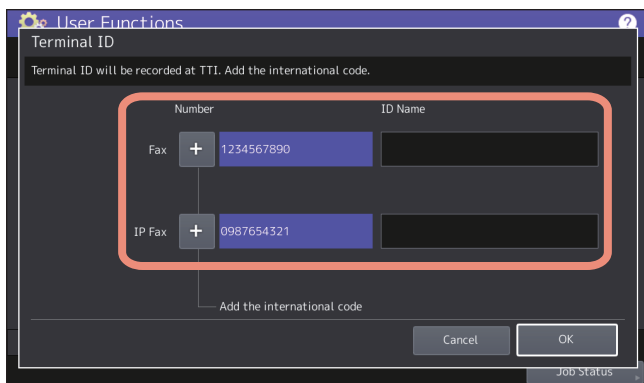 User Functions
?
Terminal ID
Terminal ID will be recorded at TTI. Add the international code.
Number ID Name
Fax + 1234567890
IP Fax + 0987654321
Add the international code
Cancel OK
Job Status